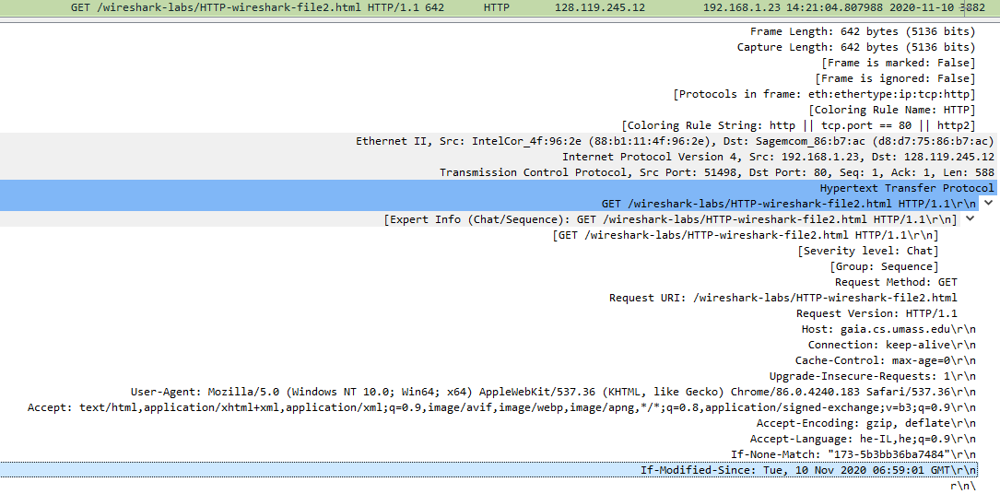 GET /wireshark-labs/HTTP-wireshark-file2.html HTTP/1.1 642 HTTP 128.119.245.12 192.168.1.23 14:21:04.807988 2020-11-10 3882
Frame Length: 642 bytes (5136 bits)
Capture Length: 642 bytes (5136 bits)
[Frame is marked: False]
[Frame is ignored: False]
[Protocols in frame: eth:ethertype:ip:tcp:http]
[Coloring Rule Name: HTTP]
[Coloring Rule String: http || tcp.port == 80 || http2]
Ethernet II, Src: IntelCor_4f:96:2e (88:b1:11:4f:96:2e), Dst: Sagemcom_86:b7:ac (d8:d7:75:86:b7:ac)
Internet Protocol Version 4, Src: 192.168.1.23, Dst: 128.119.245.12
Transmission Control Protocol, Src Port: 51498, Dst Port: 80, Seq: 1, Ack: 1, Len: 588
Hypertext Transfer Protocol
GET /wireshark-labs/HTTP-wireshark-file2.html HTTP/1.1\r\n
[Expert Info (Chat/Sequence): GET /wireshark-labs/HTTP-wireshark-file2.html HTTP/1.1\r\n]
[GET /wireshark-labs/HTTP-wireshark-file2.html HTTP/1.1\r\n]
[Severity level: Chat]
[Group: Sequence]
Request Method: GET
Request URI: /wireshark-labs/HTTP-wireshark-file2.html
Request Version: HTTP/1.1
Host: gaia.cs.umass.edu\r\n
Connection: keep-alive\r\n
Cache-Control: max-age=0\r\n
Upgrade-Insecure-Requests: 1\r\n
User-Agent: Mozilla/5.0 (Windows NT 10.0; Win64; x64) AppleWebKit/537.36 (KHTML, like Gecko) Chrome/86.0.4240.183 Safari/537.36\r\n
Accept: text/html,application/xhtml+xml,application/xml;q=0.9,image/avif,image/webp,image/apng,*/*;q=0.8,application/signed-exchange;v=b3;q=0.9\r\n
Accept-Encoding: gzip, deflate\r\n
Accept-Language: he-IL,he;q=0.9\r\n
If-None-Match: "173-5b3bb36ba7484"\r\n
If-Modified-Since: Tue, 10 Nov 2020 06:59:01 GMT\r\n
r\n\